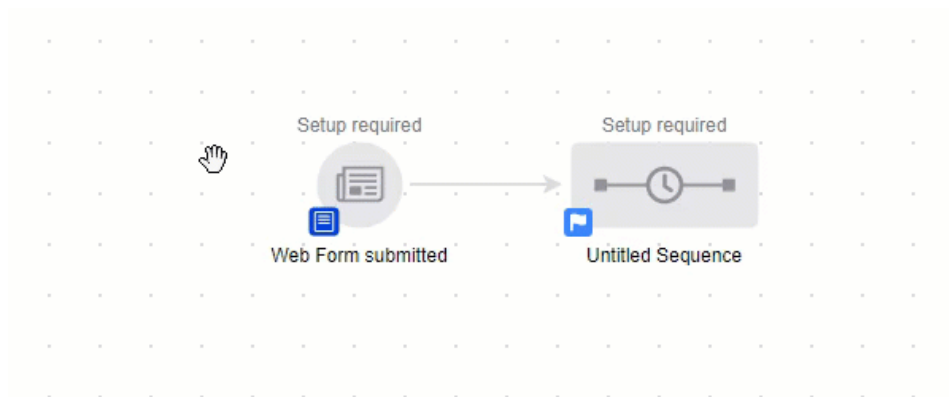 Setup required
Setup required
Web Form submitted
Untitled Sequence